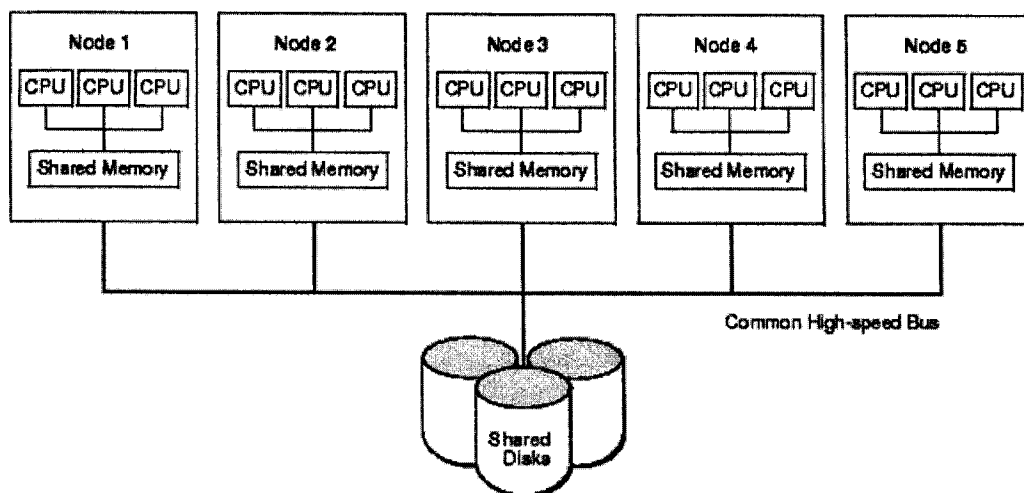 Node 1
Node 2
Node 3
Node 4
Node 5
CPU CPU CPU
CPU CPU CPU
CPU CPU CPU
CPU CPU CPU
CPU CPU CPU
Shared Memory
Shared Memory
Shared Memory
Shared Memory
Shared Memory
Common High-speed Bus
Shared
Disks